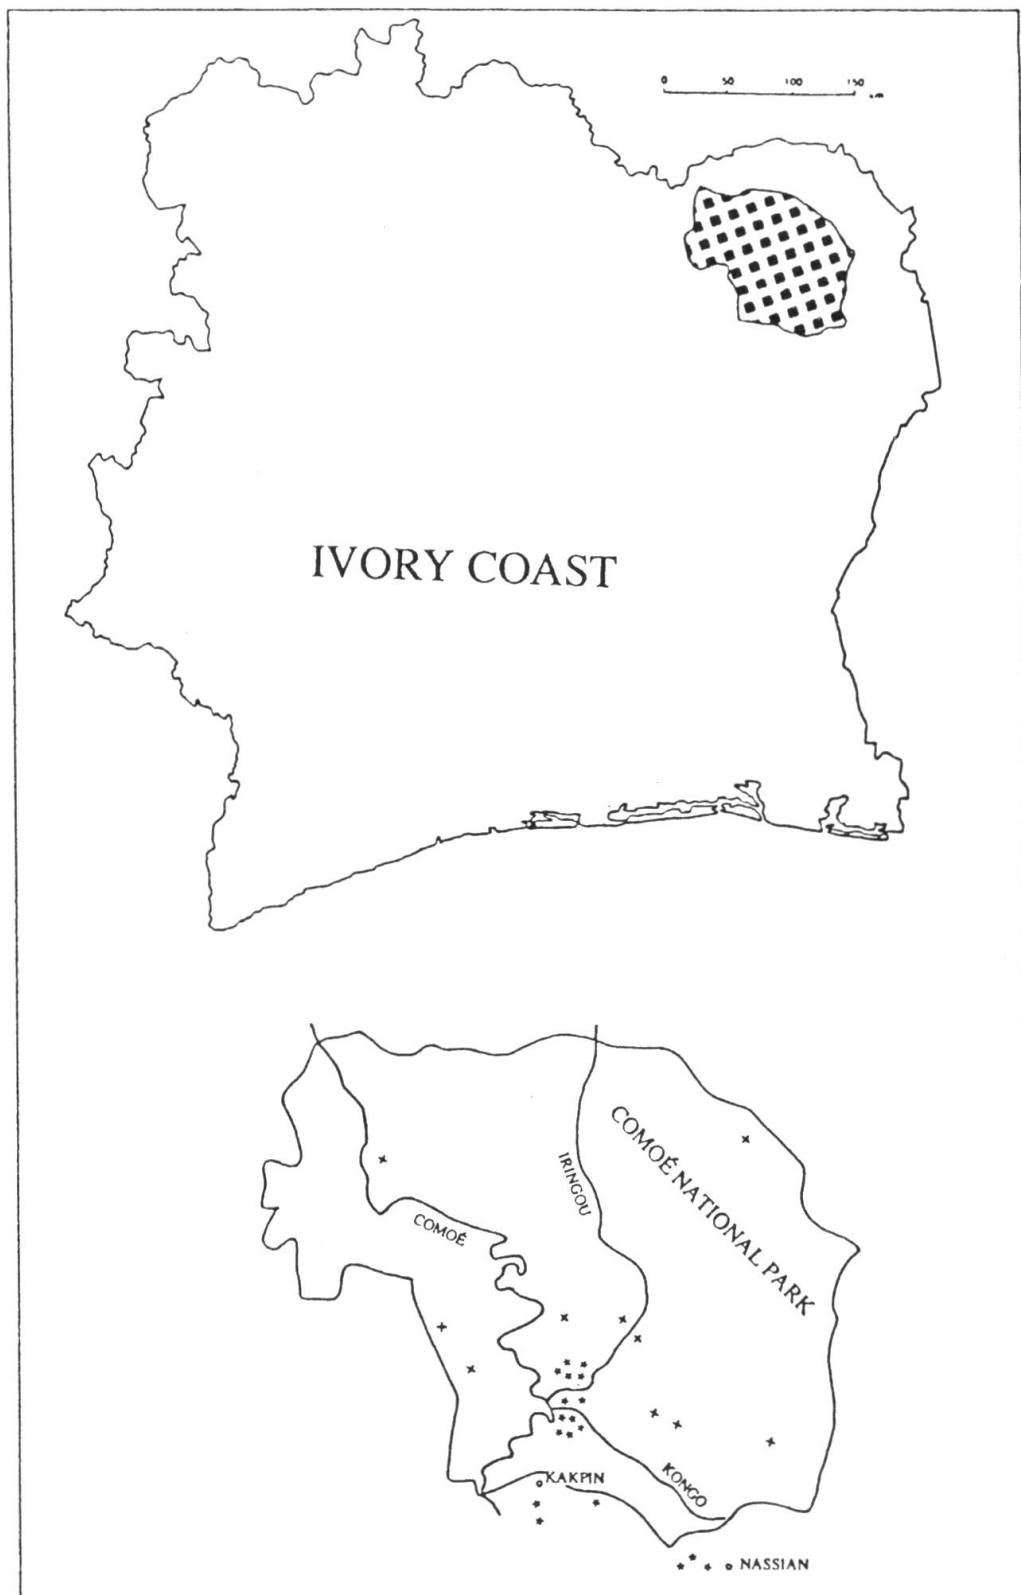 0 50 100 150
IVORY COAST
COMOÉ NATIONAL PARK
IRINGOU
COMOÉ
KAKPIN
KONGO
NASSIAN